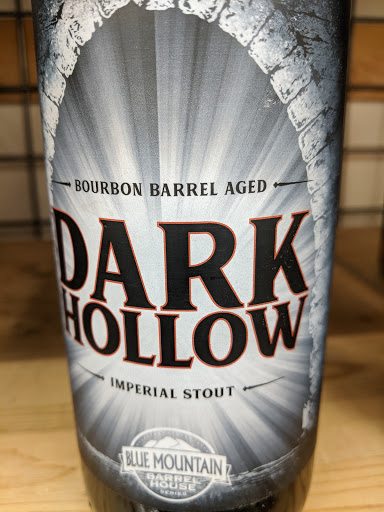 BOURBON BARREL AGED
DARK
HOLLOW
IMPERIAL STOUT
BLUE MOUNTAIN
BARREL
HOUSE
SERIES